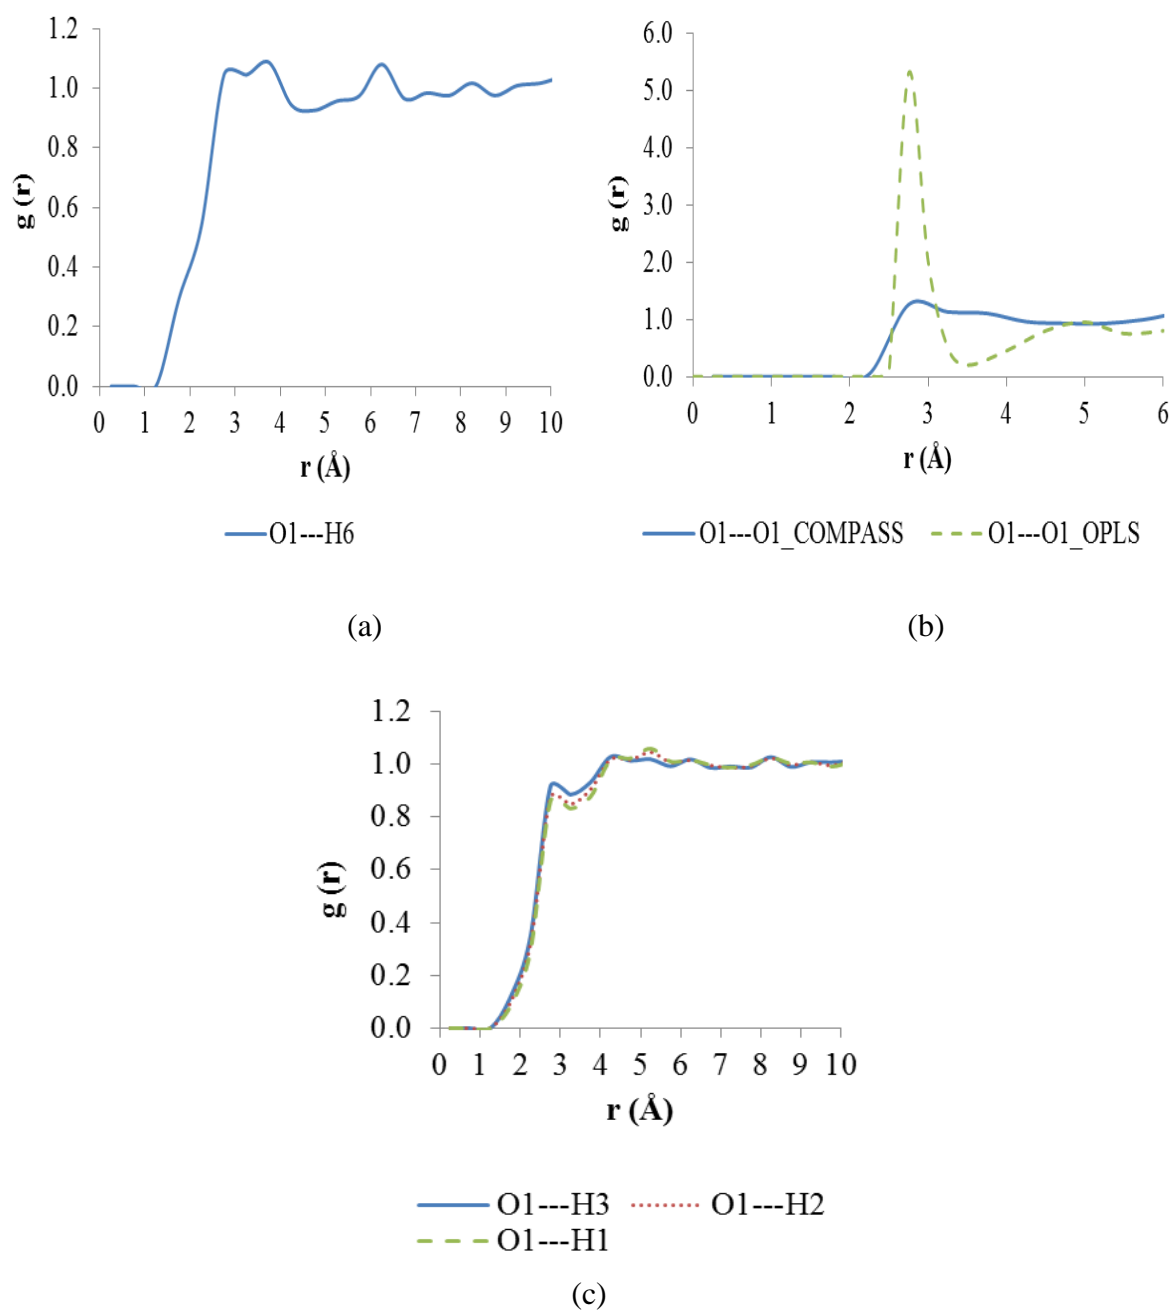 1.2
1.0
0.8
0.6
0.4
0.2
0.0
g (r)
0 1 2 3 4 5 6 7 8 9 10
r (Å)
O1---H6
(a)
6.0
5.0
4.0
3.0
2.0
1.0
0.0
g (r)
0 1 2 3 4 5 6
r (Å)
O1---O1_COMPASS O1---O1_OPLS
(b)
1.2
1.0
0.8
0.6
0.4
0.2
0.0
g (r)
0 1 2 3 4 5 6 7 8 9 10
r (Å)
O1---H3 O1---H2
O1---H1
(c)